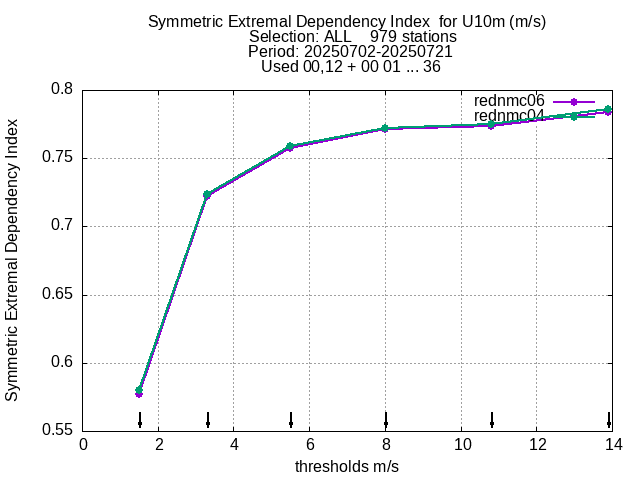 Symmetric Extremal Dependency Index  for U10m (m/s)
Selection: ALL    979 stations
Period: 20250702-20250721
Used 00,12 + 00 01 ... 36
rednmc06
rednmc04
0.8
0.75
0.7
0.65
0.6
0.55
Symmetric Extremal Dependency Index
0 2 4 6 8 10 12 14
thresholds m/s